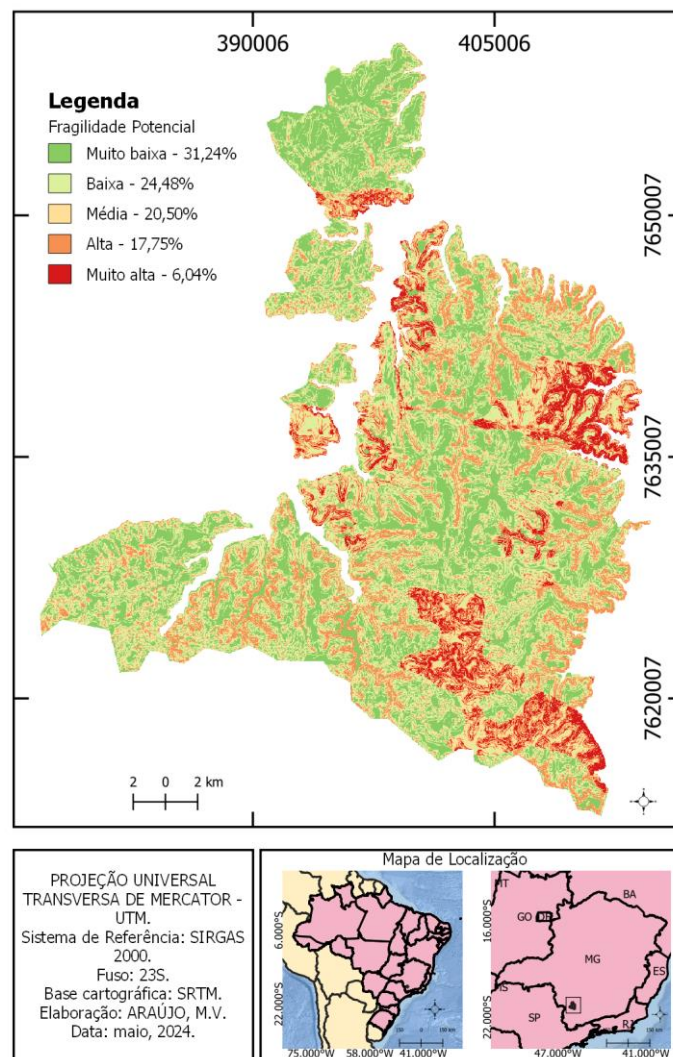 390006
405006
Legenda
Fragilidade Potencial
Muito baixa - 31,24%
Baixa - 24,48%
Média - 20,50%
Alta - 17,75%
Muito alta - 6,04%
7650007
7635007
7620007
2 0 2 km
PROJEÇÃO UNIVERSAL
TRANSVERSA DE MERCATOR -
UTM.
Sistema de Referência: SIRGAS
2000.
Fuso: 23S.
Base cartográfica: SRTM.
Elaboração: ARAÚJO, M.V.
Data: maio, 2024.
Mapa de Localização
6.000°S
22.000°S
75.000°W 58.000°W 41.000°W
16.000°S
22.000°S
MT
GO
BA
MG
ES
SP
47.000°W 41.000°W